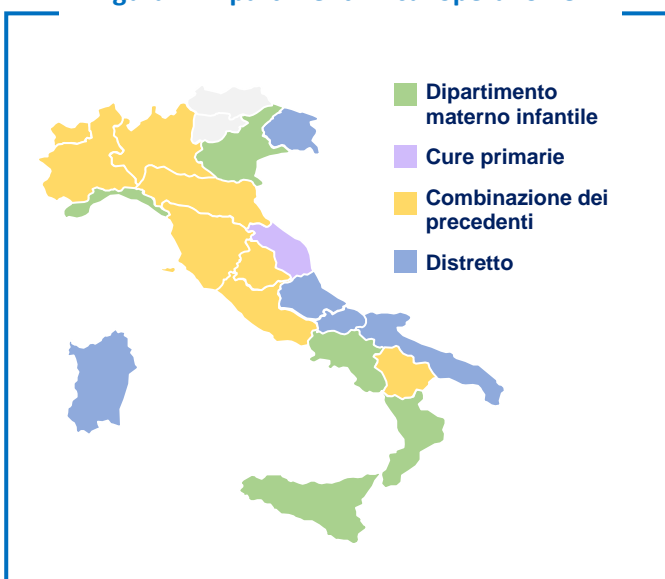 Dipartimento
materno infantile
Cure primarie
Combinazione dei
precedenti
Distretto